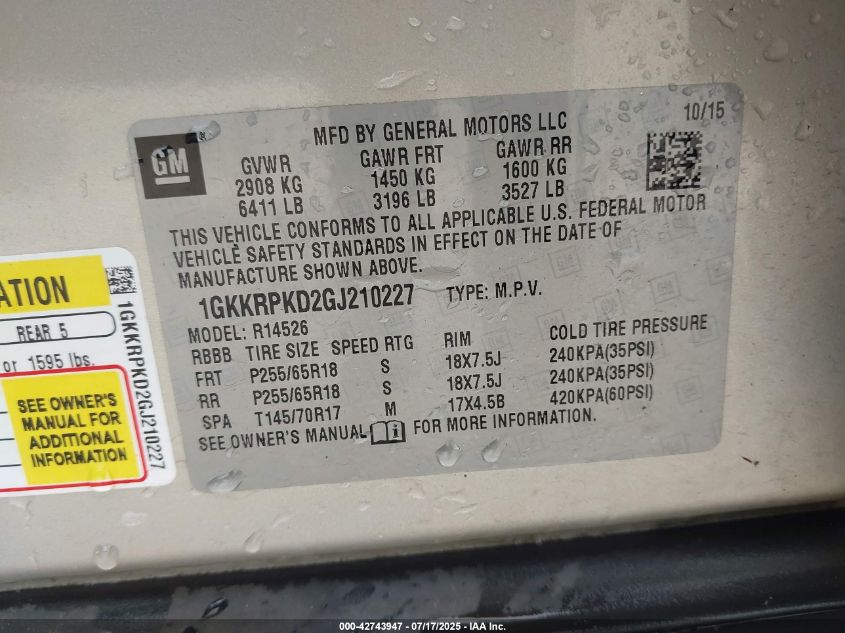 10/15
MFD BY GENERAL MOTORS LLC
GM
GVWR GAWR FRT GAWR RR
2908 KG 1450 KG 1600 KG
6411 LB 3196 LB 3527 LB
THIS VEHICLE CONFORMS TO ALL APPLICABLE U.S. FEDERAL MOTOR
VEHICLE SAFETY STANDARDS IN EFFECT ON THE DATE OF
MANUFACTURE SHOWN ABOVE.
1GKKRPKD2GJ210227 TYPE: M.P.V.
MODEL: R14526
RBBB TIRE SIZE SPEED RTG RIM COLD TIRE PRESSURE
FRT P255/65R18 S 18X7.5J 240KPA(35PSI)
RR P255/65R18 S 18X7.5J 240KPA(35PSI)
SPA T145/70R17 M 17X4.5B 420KPA(60PSI)
SEE OWNER'S MANUAL i FOR MORE INFORMATION.
ATION
REAR 5
or 1595 lbs.
SEE OWNER'S
MANUAL FOR
ADDITIONAL
INFORMATION
1GKKRPKD2GJ210227
000-42743947 / 07/17/2025 - IAA Inc.